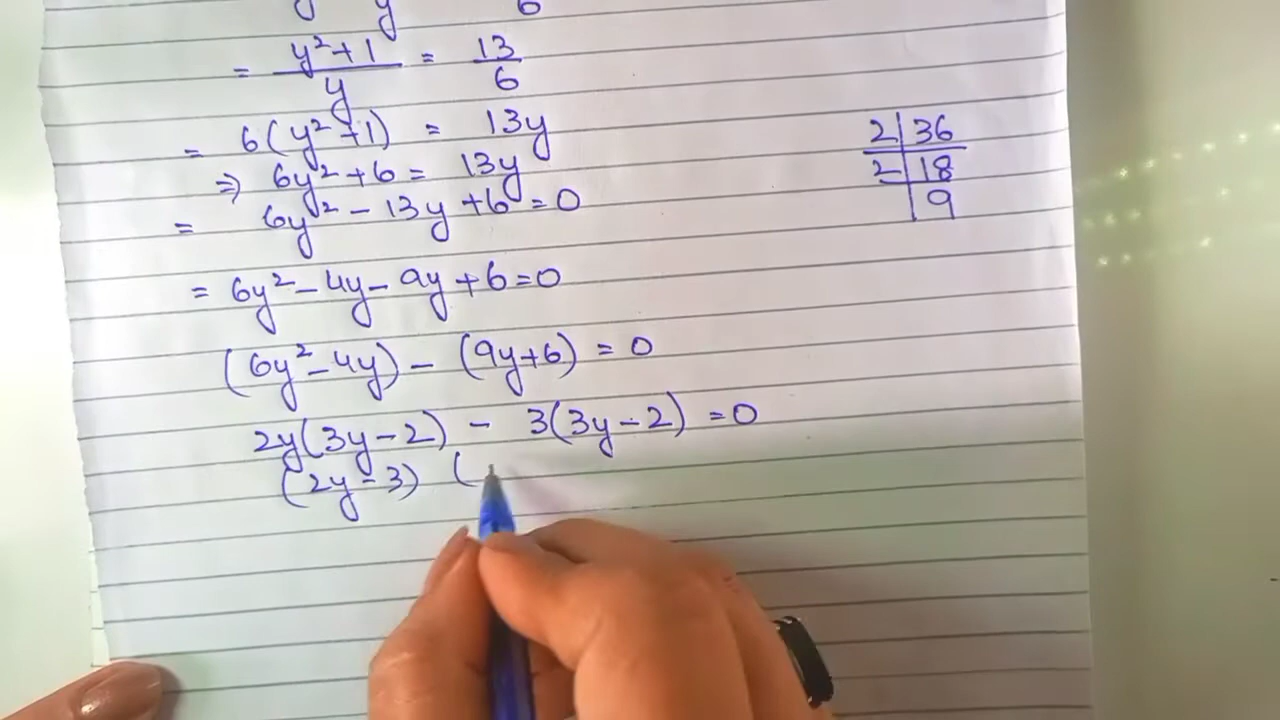 y y 6
= y²+1 / y = 13 / 6
= 6(y²+1) = 13y
⇒ 6y²+6 = 13y
= 6y² - 13y +6 = 0
= 6y² - 4y - 9y + 6 = 0
(6y² - 4y) - (9y+6) = 0
2y(3y-2) - 3(3y-2) = 0
(2y-3) (
2 | 36
2 | 18
| 9